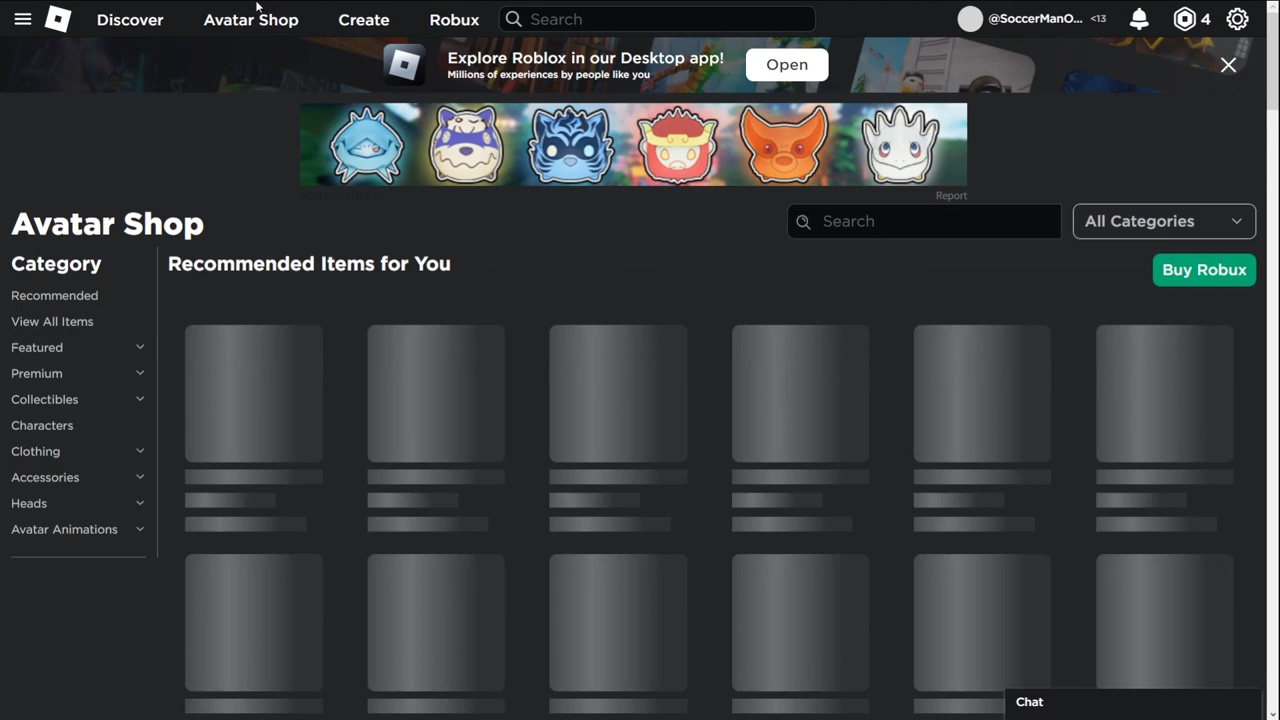 Discover
Avatar Shop
Create
Robux
Search
@SoccerManO...
<13
4
Explore Roblox in our Desktop app!
Millions of experiences by people like you
Open
ADVERTISEMENT
Report
Avatar Shop
Search
All Categories
Category
Recommended Items for You
Buy Robux
Recommended
View All Items
Featured
Premium
Collectibles
Characters
Clothing
Accessories
Heads
Avatar Animations
Chat